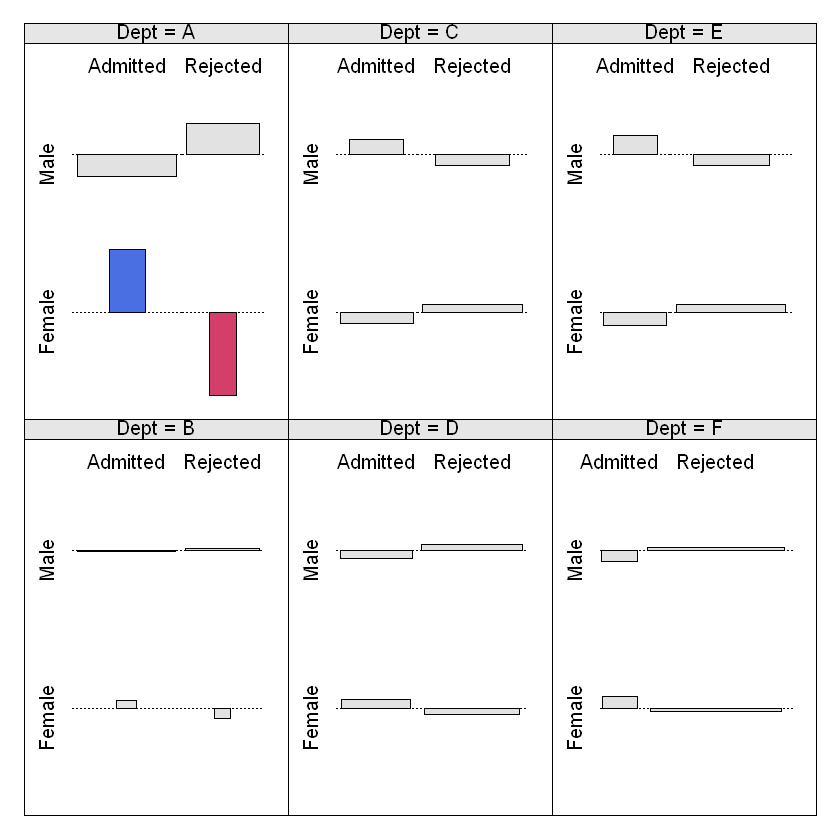 Dept = A
Admitted Rejected
Male
Female
Dept = C
Admitted Rejected
Male
Female
Dept = E
Admitted Rejected
Male
Female
Dept = B
Admitted Rejected
Male
Female
Dept = D
Admitted Rejected
Male
Female
Dept = F
Admitted Rejected
Male
Female